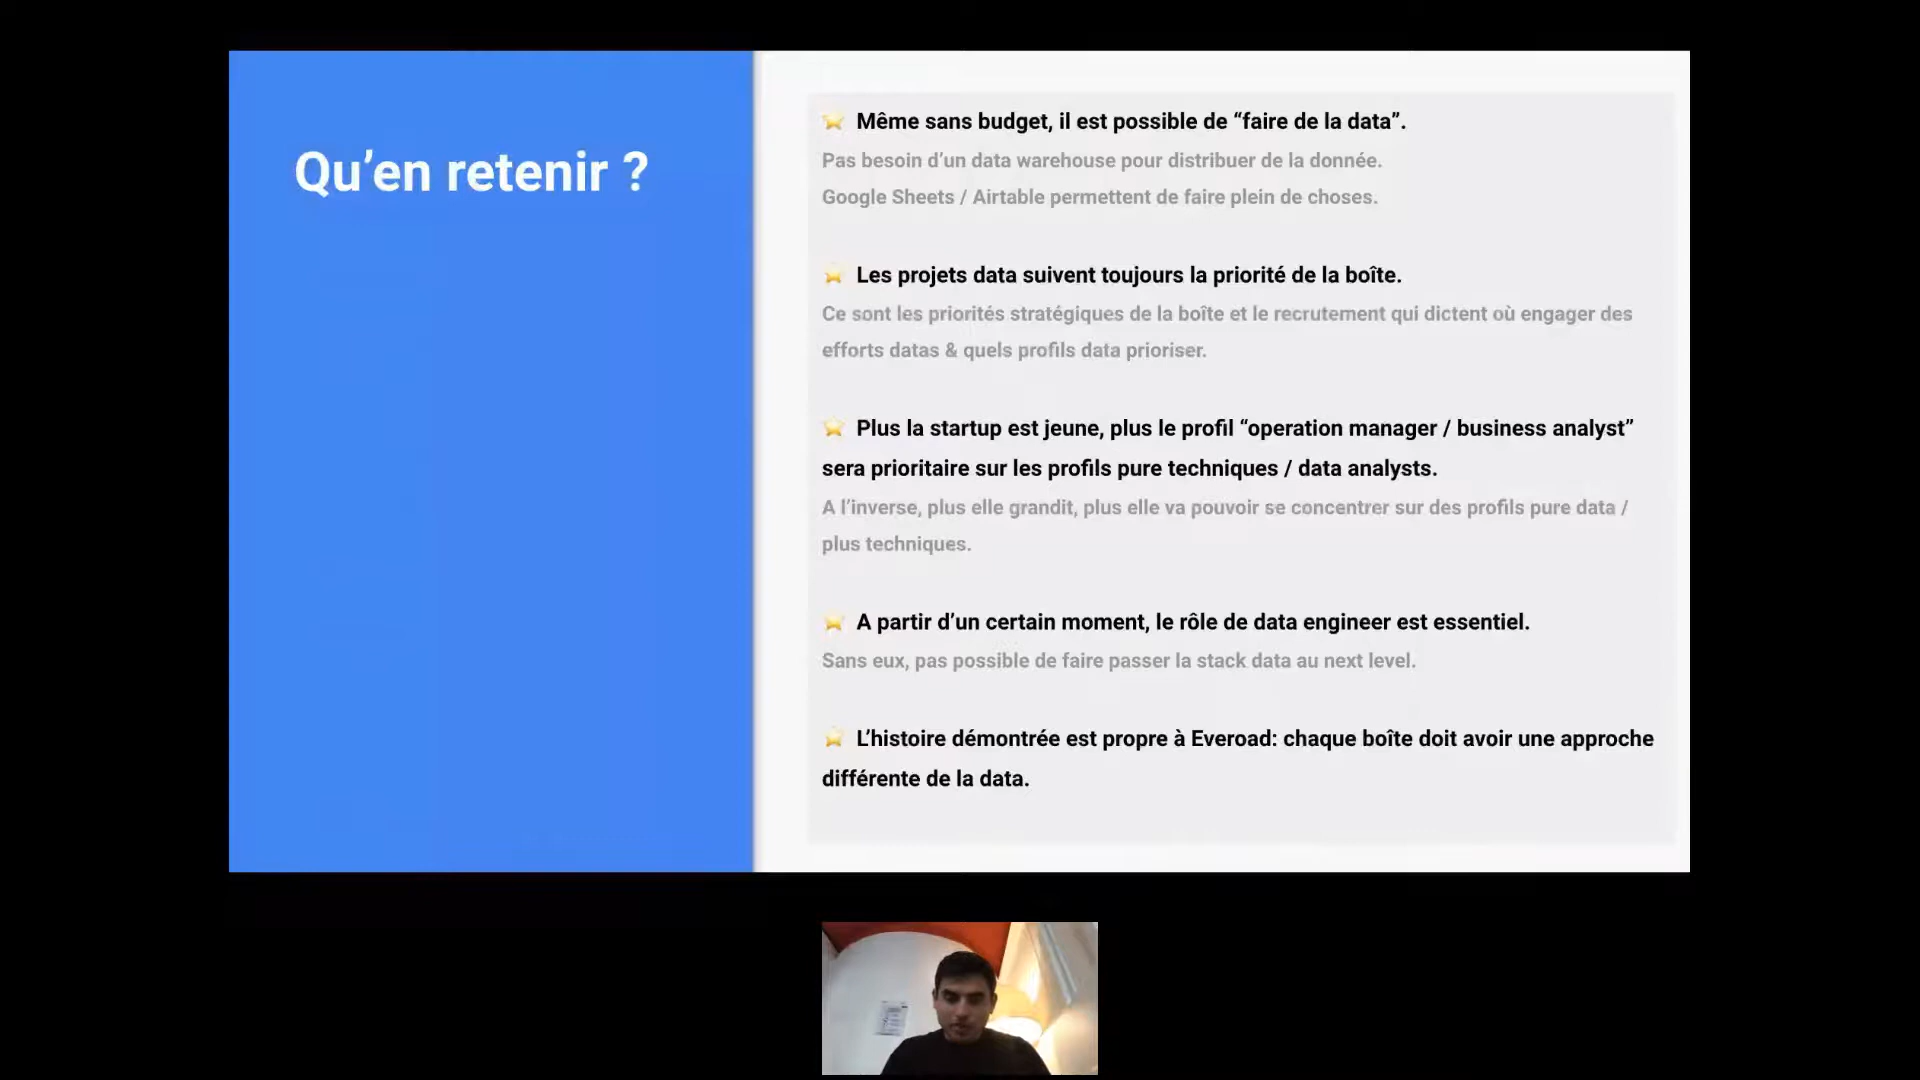 Qu’en retenir ?
Même sans budget, il est possible de “faire de la data”.
Pas besoin d’un data warehouse pour distribuer de la donnée.
Google Sheets / Airtable permettent de faire plein de choses.
Les projets data suivent toujours la priorité de la boîte.
Ce sont les priorités stratégiques de la boîte et le recrutement qui dictent où engager des
efforts datas & quels profils data prioriser.
Plus la startup est jeune, plus le profil “operation manager / business analyst”
sera prioritaire sur les profils pure techniques / data analysts.
A l’inverse, plus elle grandit, plus elle va pouvoir se concentrer sur des profils pure data /
plus techniques.
A partir d’un certain moment, le rôle de data engineer est essentiel.
Sans eux, pas possible de faire passer la stack data au next level.
L’histoire démontrée est propre à Everoad: chaque boîte doit avoir une approche
différente de la data.